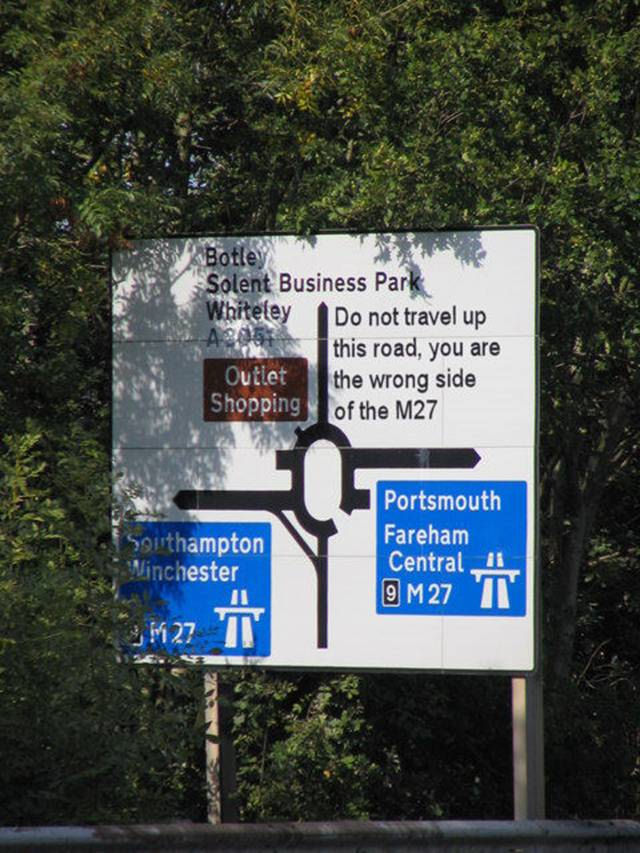 Botley
Solent Business Park
Whiteley
Outlet
Shopping
Do not travel up
this road, you are
the wrong side
of the M27
Portsmouth
Fareham
Central
9 M27
Southampton
Winchester
M27